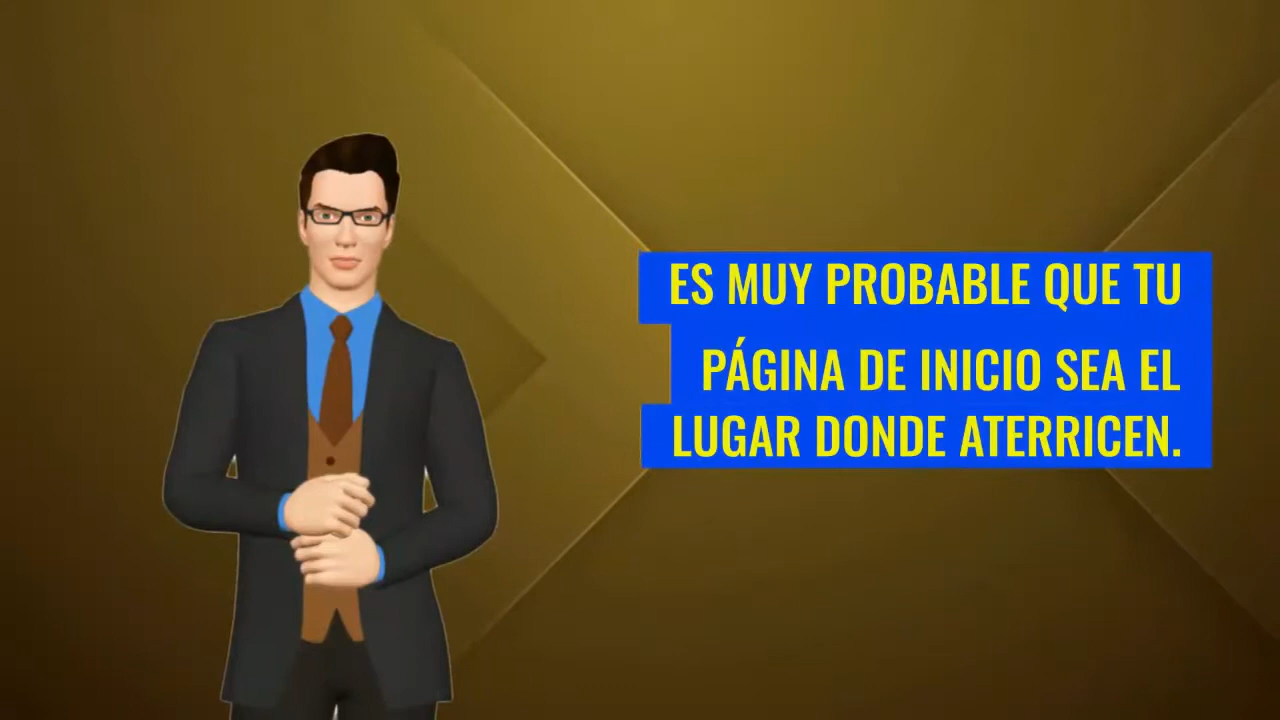 ES MUY PROBABLE QUE TU
PÁGINA DE INICIO SEA EL
LUGAR DONDE ATERRICEN.